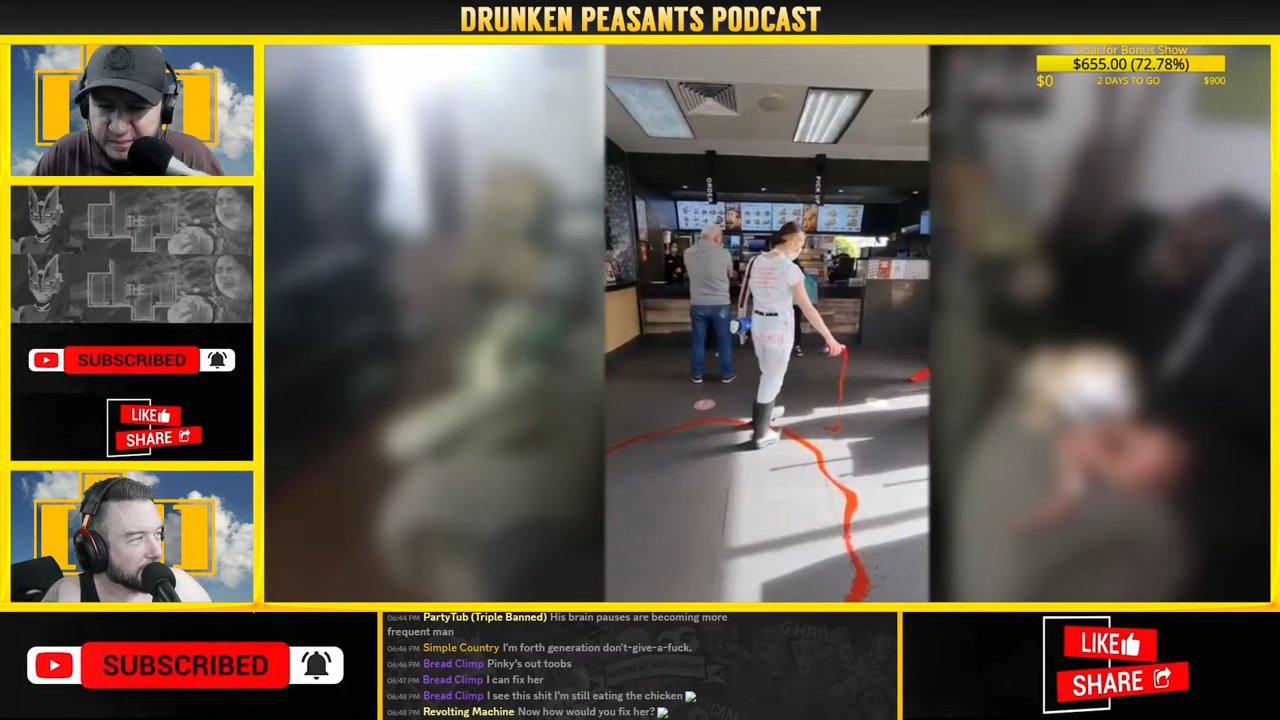 DRUNKEN PEASANTS PODCAST
Goal for Bonus Show
$655.00 (72.78%)
$0
2 DAYS TO GO
$900
ORDER
PICK UP
SUBSCRIBED
LIKE
SHARE
06:44 PM PartyTub (Triple Banned) His brain pauses are becoming more
frequent man
06:46 PM Simple Country I'm forth generation don't-give-a-fuck.
06:46 PM Bread Climp Pinky's out toobs
06:47 PM Bread Climp I can fix her
06:48 PM Bread Climp I see this shit I'm still eating the chicken
06:48 PM Revolting Machine Now how would you fix her?
SUBSCRIBED
LIKE
SHARE